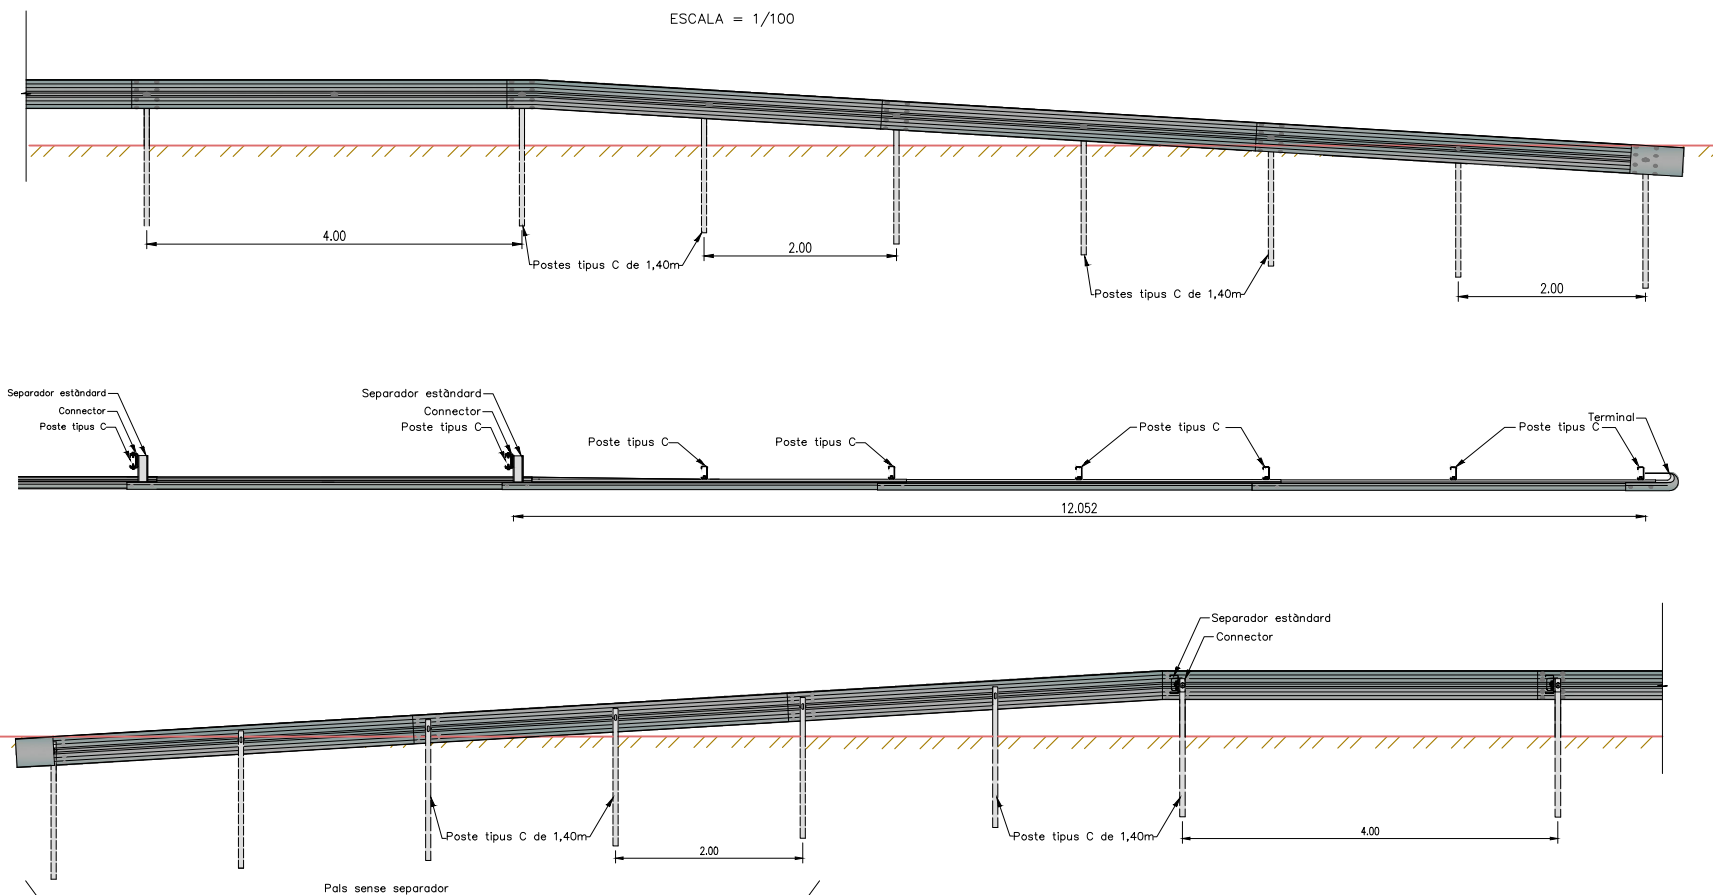 ESCALA = 1/100
4.00
Postes tipus C de 1,40m
2.00
Postes tipus C de 1,40m
2.00
Separador estàndard
Connector
Poste tipus C
Separador estàndard
Connector
Poste tipus C
Poste tipus C
Poste tipus C
Poste tipus C
Poste tipus C
Terminal
12.052
Separador estàndard
Connector
Poste tipus C de 1,40m
2.00
Poste tipus C de 1,40m
4.00
Pals sense separador